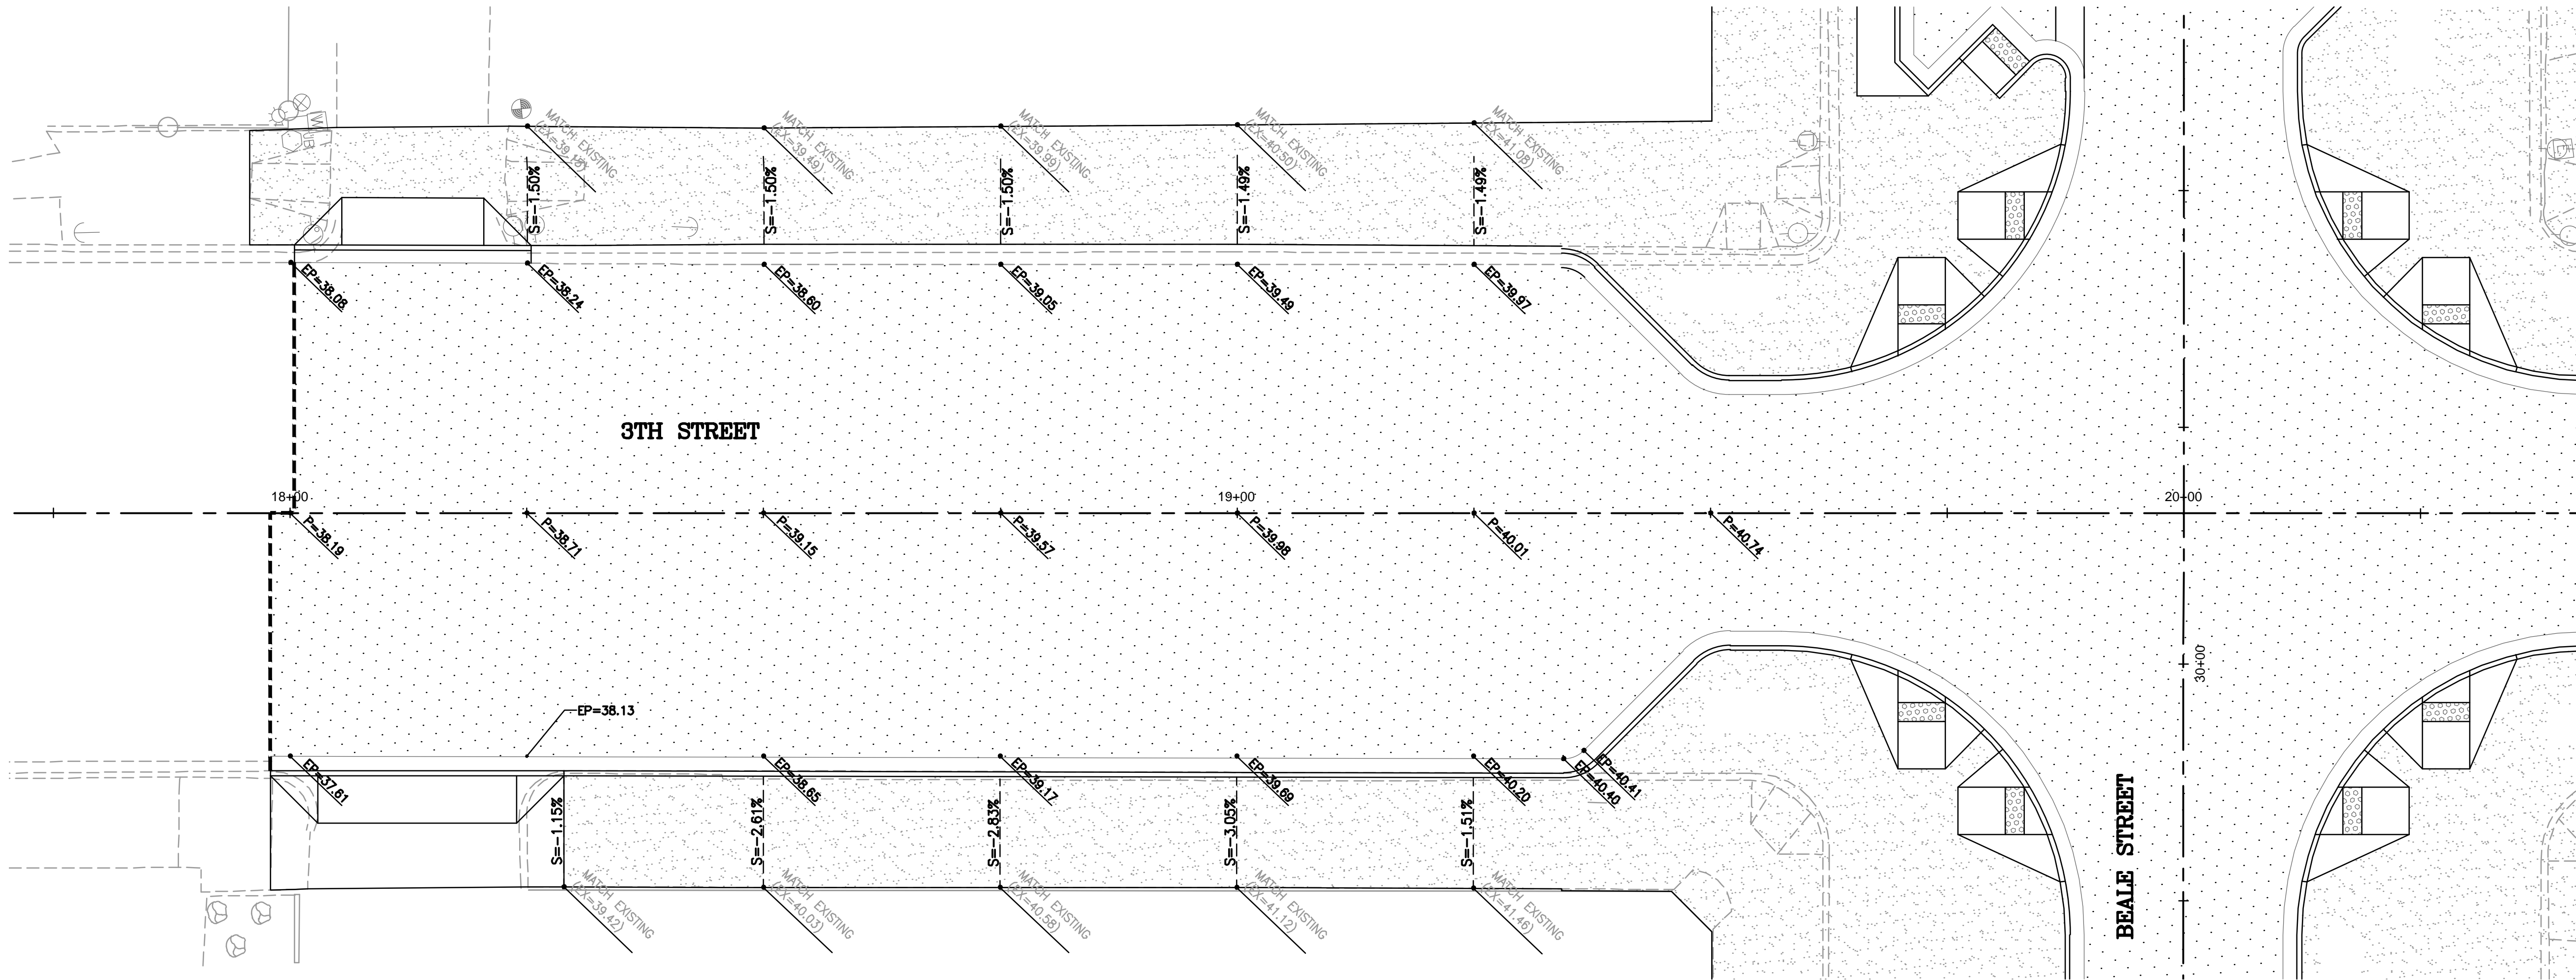 MATCH EXISTING
MATCH EXISTING
(EX=39.49)
MATCH EXISTING
(EX=39.99)
MATCH EXISTING
(EX=40.50)
MATCH EXISTING
(EX=41.08)
S=-1.50%
S=-1.50%
S=-1.50%
S=-1.49%
S=-1.49%
EP=38.08
EP=38.24
EP=38.60
EP=39.05
EP=39.49
EP=39.97
3TH STREET
18+00
19+00
20+00
P=38.19
P=38.71
P=39.15
P=39.57
P=39.98
P=40.01
P=40.74
30+00
EP=38.13
EP=37.61
EP=38.65
EP=39.17
EP=39.69
EP=40.20
EP=40.40
EP=40.41
S=-1.15%
S=-2.61%
S=-2.83%
S=-3.05%
S=-1.51%
BEALE STREET
MATCH EXISTING
(EX=39.42)
MATCH EXISTING
(EX=40.03)
MATCH EXISTING
(EX=40.58)
MATCH EXISTING
(EX=41.12)
MATCH EXISTING
(EX=41.46)